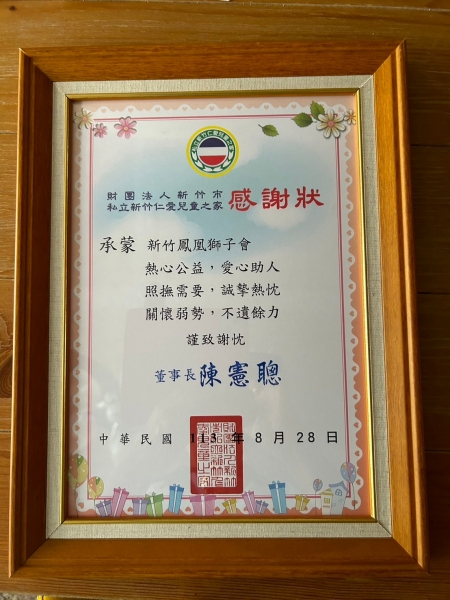 財團法人新竹市
私立新竹仁愛兒童之家 感謝狀
承蒙 新竹鳳凰獅子會
熱心公益，愛心助人
照撫需要，誠摯熱忱
關懷弱勢，不遺餘力
謹致謝忱
董事長 陳憲聰
中華民國 113 年 8 月 28 日